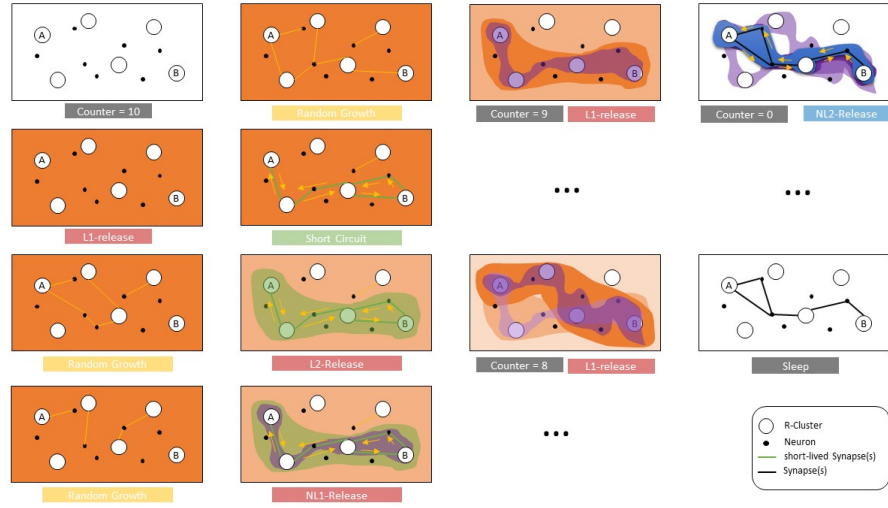 A
B
Counter = 10
A
B
L1-release
A
B
Random Growth
A
B
Random Growth
A
B
Random Growth
A
B
Short Circuit
A
B
L2-Release
A
B
NL1-Release
A
B
Counter = 9 L1-release
...
A
B
Counter = 8 L1-release
...
A
B
Counter = 0 NL2-Release
...
A
B
Sleep
R-Cluster
Neuron
short-lived Synapse(s)
Synapse(s)